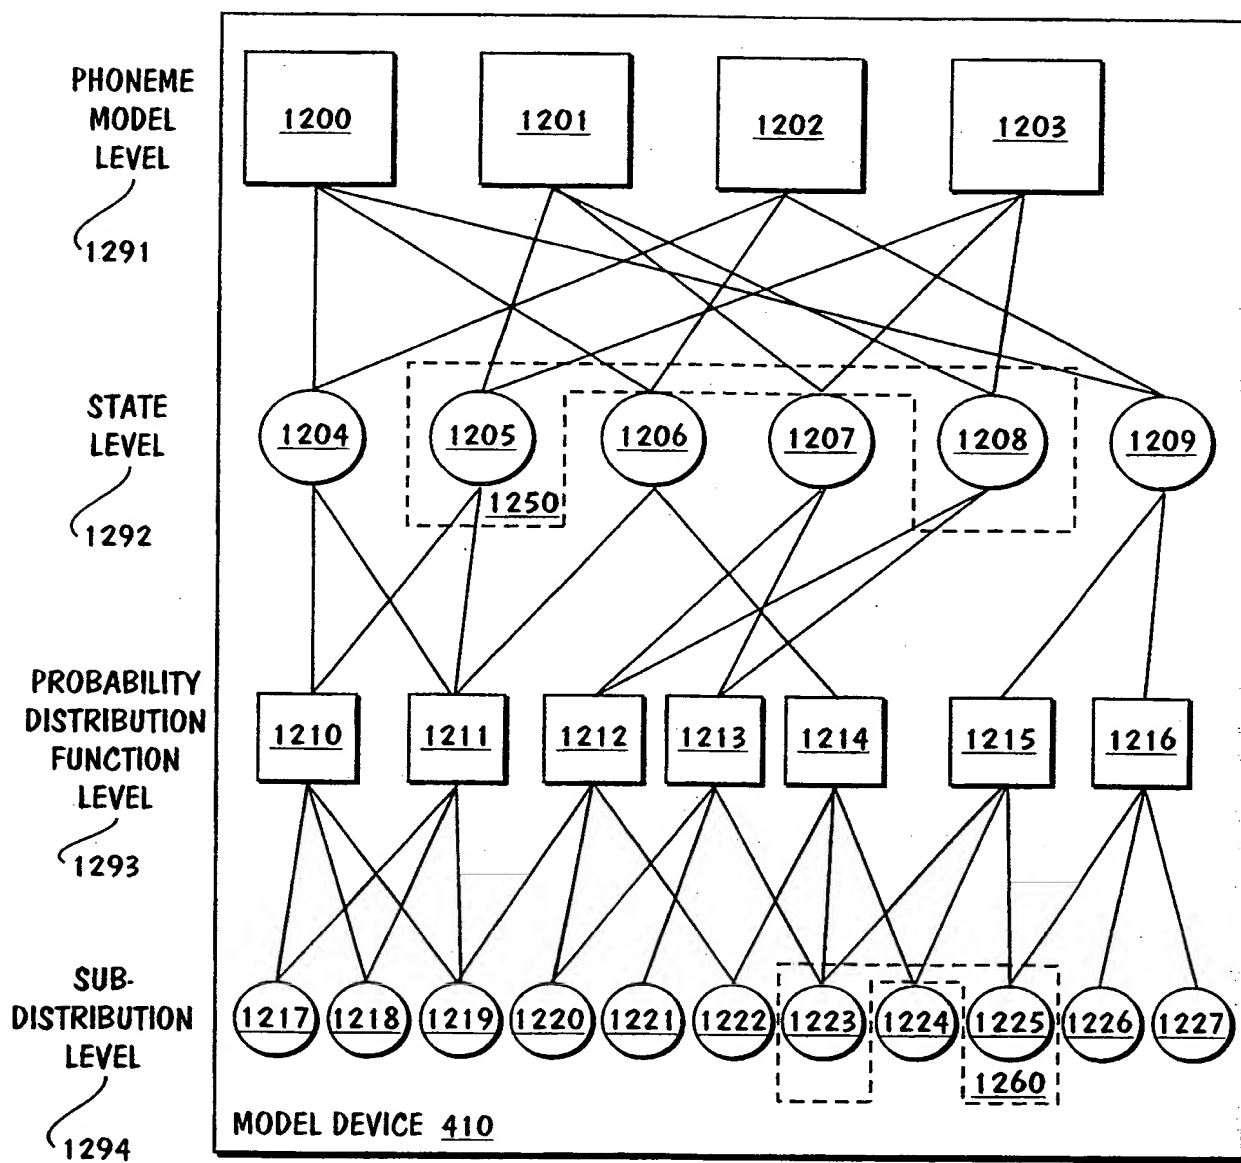 PHONEME
MODEL
LEVEL
1291
1200
1201
1202
1203
STATE
LEVEL
1292
1204
1205
1206
1207
1208
1209
1250
PROBABILITY
DISTRIBUTION
FUNCTION
LEVEL
1293
1210
1211
1212
1213
1214
1215
1216
SUB-
DISTRIBUTION
LEVEL
1294
1217
1218
1219
1220
1221
1222
1223
1224
1225
1226
1227
1260
MODEL DEVICE 410